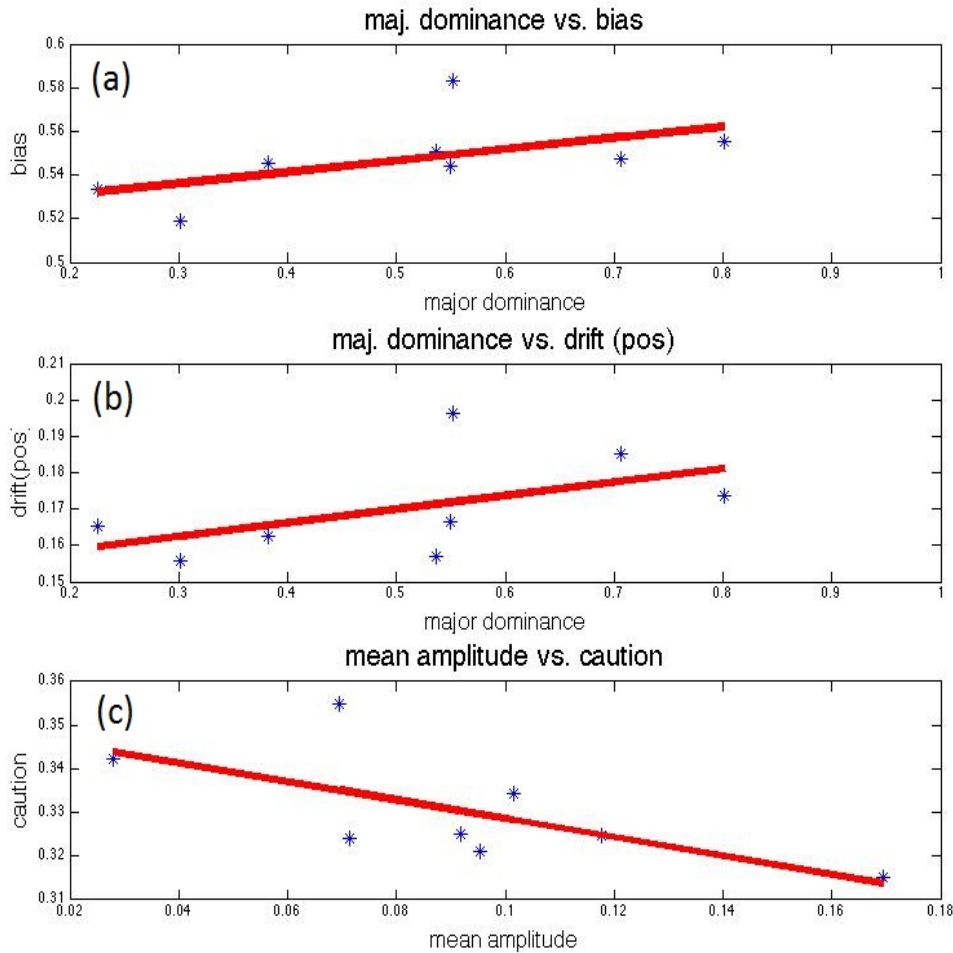 maj. dominance vs. bias
(a)
0.6
0.58
0.56
0.54
0.52
0.5
bias
0.2 0.3 0.4 0.5 0.6 0.7 0.8 0.9 1
major dominance
maj. dominance vs. drift (pos)
(b)
0.21
0.2
0.19
0.18
0.17
0.16
0.15
drift(pos)
0.2 0.3 0.4 0.5 0.6 0.7 0.8 0.9 1
major dominance
mean amplitude vs. caution
(c)
0.36
0.35
0.34
0.33
0.32
0.31
caution
0.02 0.04 0.06 0.08 0.1 0.12 0.14 0.16 0.18
mean amplitude